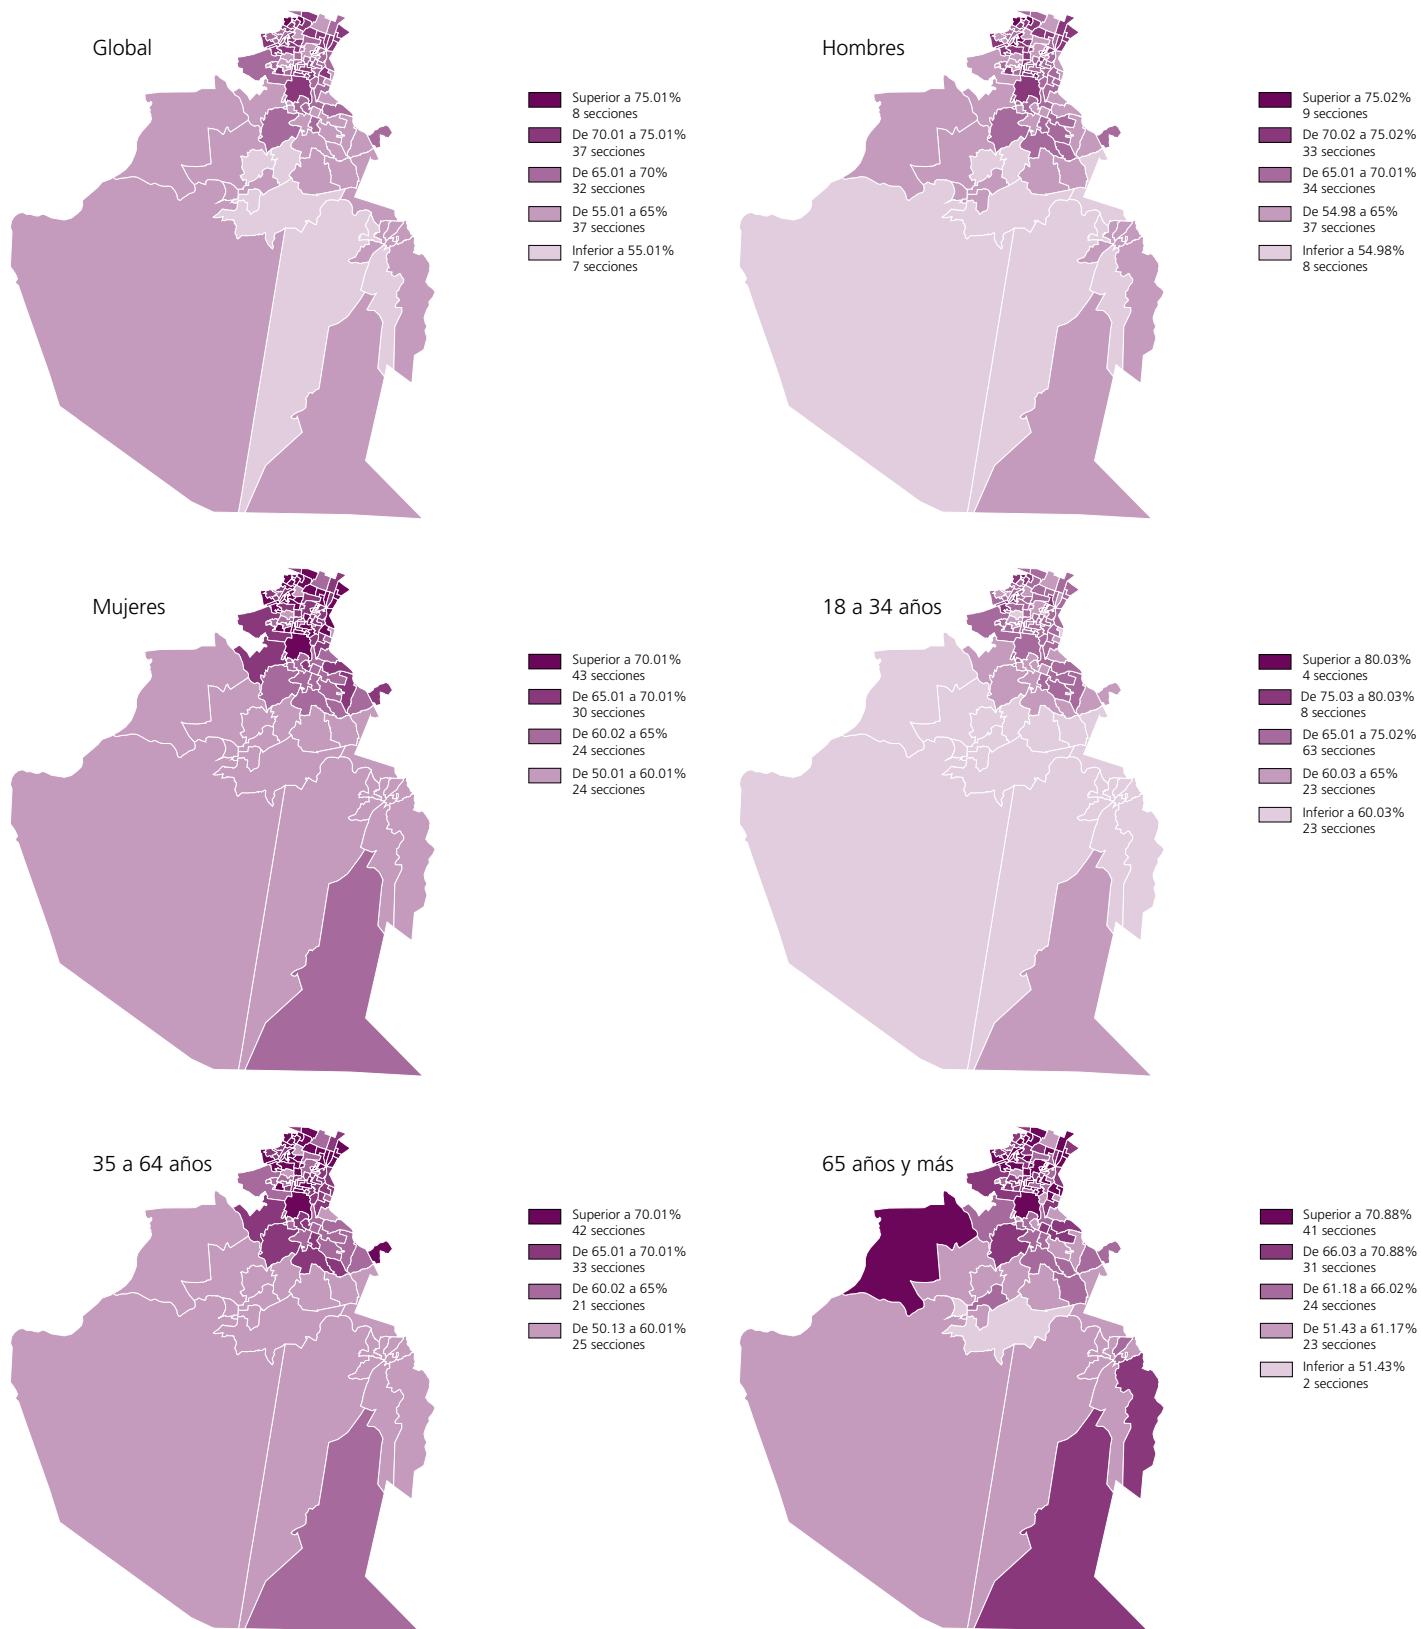 Global
Superior a 75.01%
8 secciones
De 70.01 a 75.01%
37 secciones
De 65.01 a 70%
32 secciones
De 55.01 a 65%
37 secciones
Inferior a 55.01%
7 secciones
Hombres
Superior a 75.02%
9 secciones
De 70.02 a 75.02%
33 secciones
De 65.01 a 70.01%
34 secciones
De 54.98 a 65%
37 secciones
Inferior a 54.98%
8 secciones
Mujeres
Superior a 70.01%
43 secciones
De 65.01 a 70.01%
30 secciones
De 60.02 a 65%
24 secciones
De 50.01 a 60.01%
24 secciones
18 a 34 años
Superior a 80.03%
4 secciones
De 75.03 a 80.03%
8 secciones
De 65.01 a 75.02%
63 secciones
De 60.03 a 65%
23 secciones
Inferior a 60.03%
23 secciones
35 a 64 años
Superior a 70.01%
42 secciones
De 65.01 a 70.01%
33 secciones
De 60.02 a 65%
21 secciones
De 50.13 a 60.01%
25 secciones
65 años y más
Superior a 70.88%
41 secciones
De 66.03 a 70.88%
31 secciones
De 61.18 a 66.02%
24 secciones
De 51.43 a 61.17%
23 secciones
Inferior a 51.43%
2 secciones